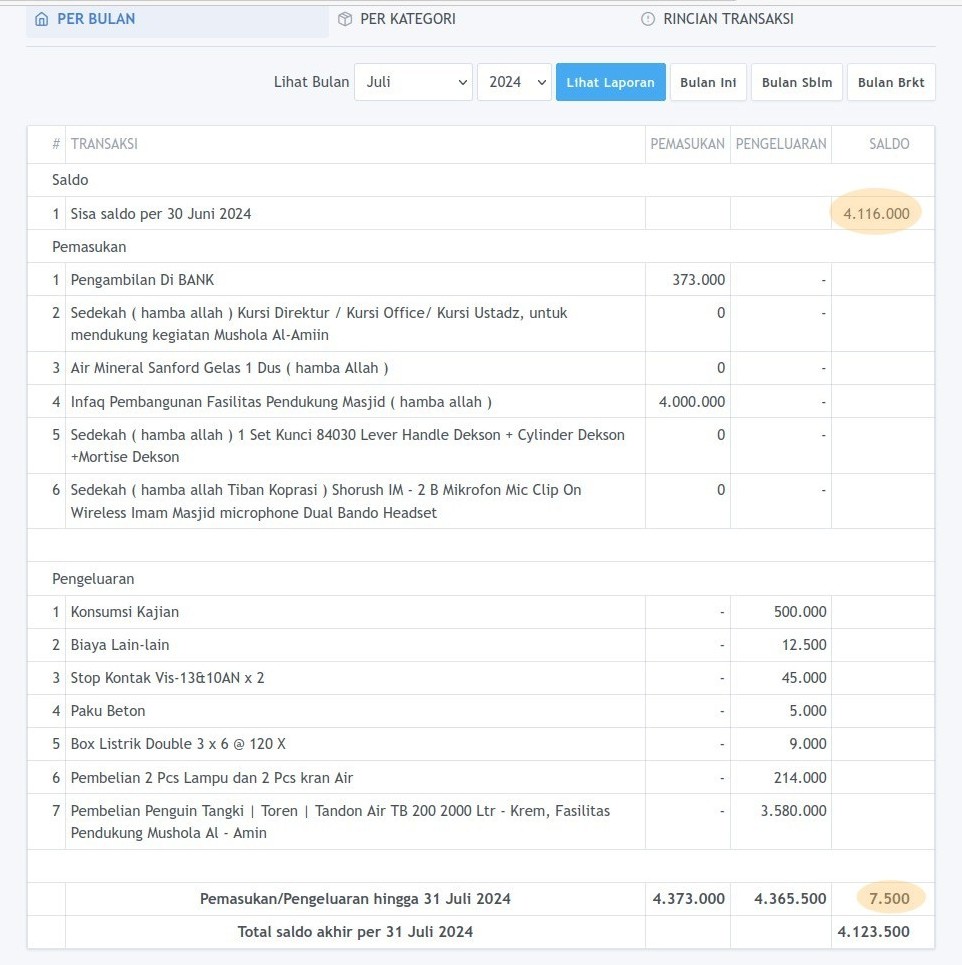 PER BULAN PER KATEGORI RINCIAN TRANSAKSI
Lihat Bulan Juli 2024 Lihat Laporan Bulan Ini Bulan Sblm Bulan Brkt
# TRANSAKSI PEMASUKAN PENGELUARAN SALDO
Saldo
1 Sisa saldo per 30 Juni 2024 4.116.000
Pemasukan
1 Pengambilan Di BANK 373.000 -
2 Sedekah ( hamba allah ) Kursi Direktur / Kursi Office/ Kursi Ustadz, untuk 0 -
mendukung kegiatan Mushola Al-Amiin
3 Air Mineral Sanford Gelas 1 Dus ( hamba Allah ) 0 -
4 Infaq Pembangunan Fasilitas Pendukung Masjid ( hamba allah ) 4.000.000 -
5 Sedekah ( hamba allah ) 1 Set Kunci 84030 Lever Handle Dekson + Cylinder Dekson 0 -
+Mortise Dekson
6 Sedekah ( hamba allah Tiban Koprasi ) Shorush IM - 2 B Mikrofon Mic Clip On 0 -
Wireless Imam Masjid microphone Dual Bando Headset
Pengeluaran
1 Konsumsi Kajian - 500.000
2 Biaya Lain-lain - 12.500
3 Stop Kontak Vis-13&10AN x 2 - 45.000
4 Paku Beton - 5.000
5 Box Listrik Double 3 x 6 @ 120 X - 9.000
6 Pembelian 2 Pcs Lampu dan 2 Pcs kran Air - 214.000
7 Pembelian Penguin Tangki | Toren | Tandon Air TB 200 2000 Ltr - Krem, Fasilitas - 3.580.000
Pendukung Mushola Al - Amin
Pemasukan/Pengeluaran hingga 31 Juli 2024 4.373.000 4.365.500 7.500
Total saldo akhir per 31 Juli 2024 4.123.500